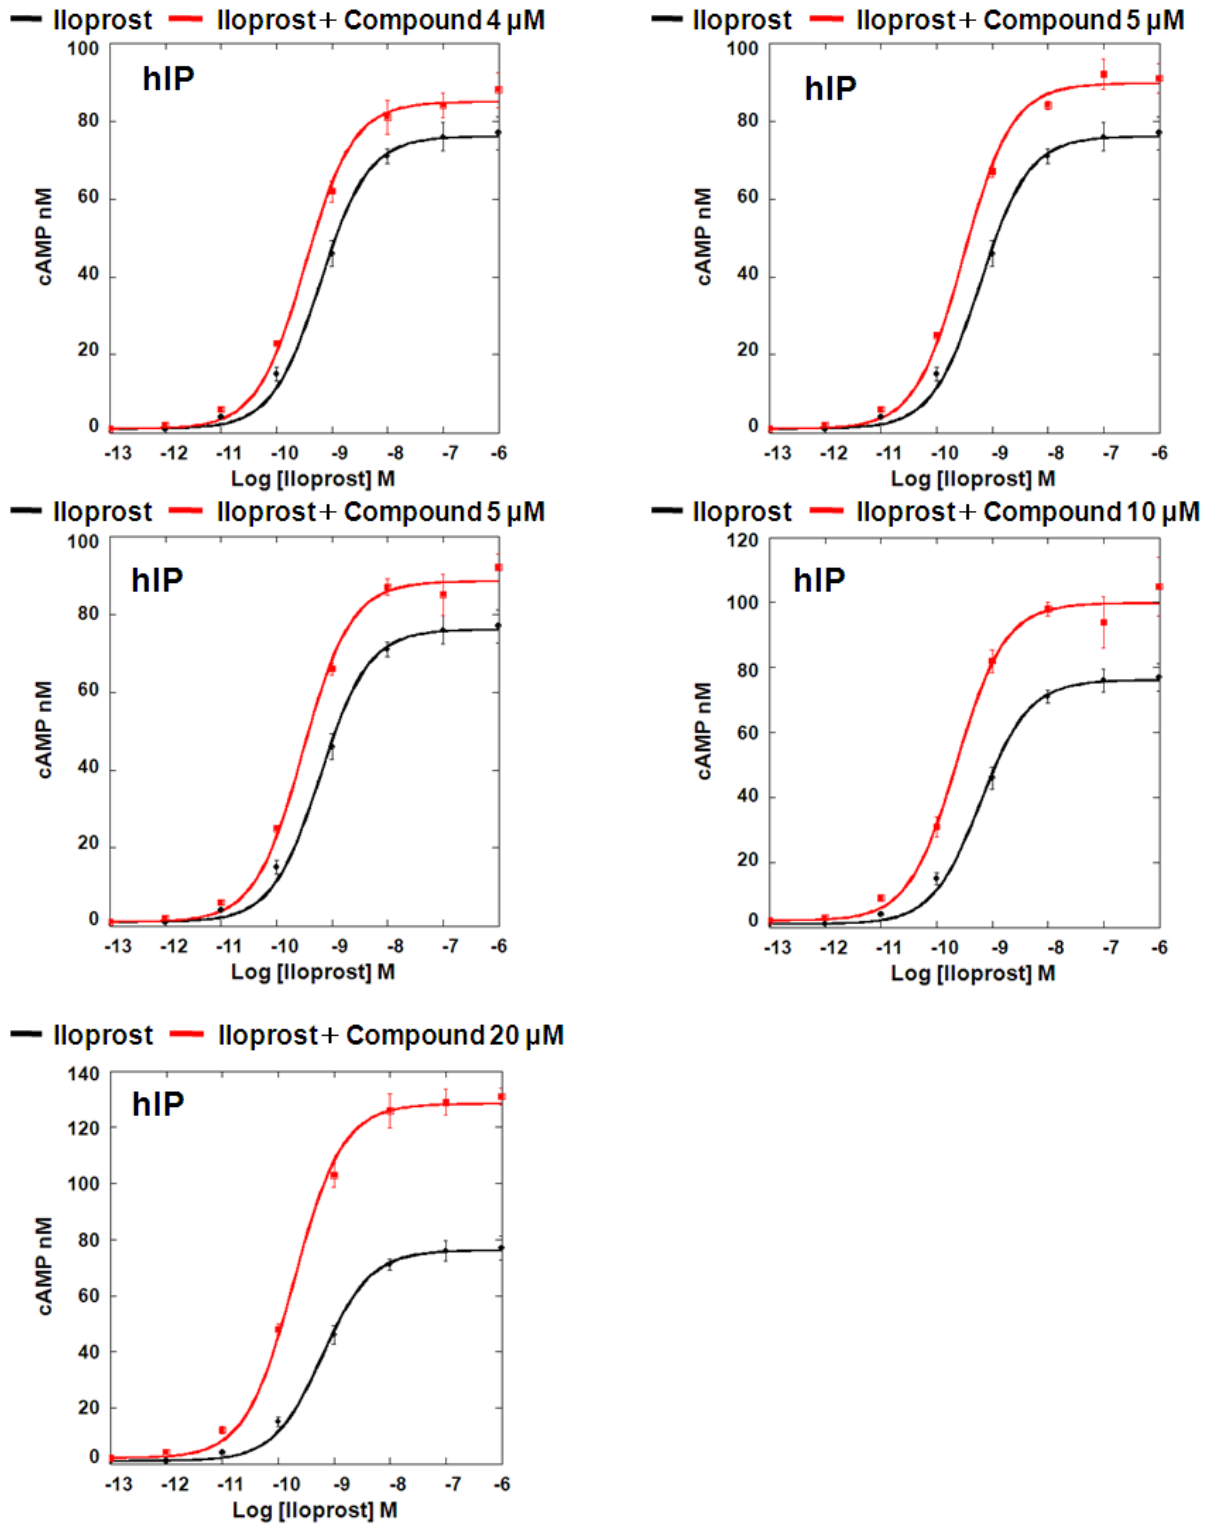 Iloprost Iloprost + Compound 4 µM
100
80
60
40
20
0
hIP
cAMP nM
-13 -12 -11 -10 -9 -8 -7 -6
Log [Iloprost] M
Iloprost Iloprost + Compound 5 µM
100
80
60
40
20
0
hIP
cAMP nM
-13 -12 -11 -10 -9 -8 -7 -6
Log [Iloprost] M
Iloprost Iloprost + Compound 5 µM
100
80
60
40
20
0
hIP
cAMP nM
-13 -12 -11 -10 -9 -8 -7 -6
Log [Iloprost] M
Iloprost Iloprost + Compound 10 µM
120
100
80
60
40
20
0
hIP
cAMP nM
-13 -12 -11 -10 -9 -8 -7 -6
Log [Iloprost] M
Iloprost Iloprost + Compound 20 µM
140
120
100
80
60
40
20
0
hIP
cAMP nM
-13 -12 -11 -10 -9 -8 -7 -6
Log [Iloprost] M